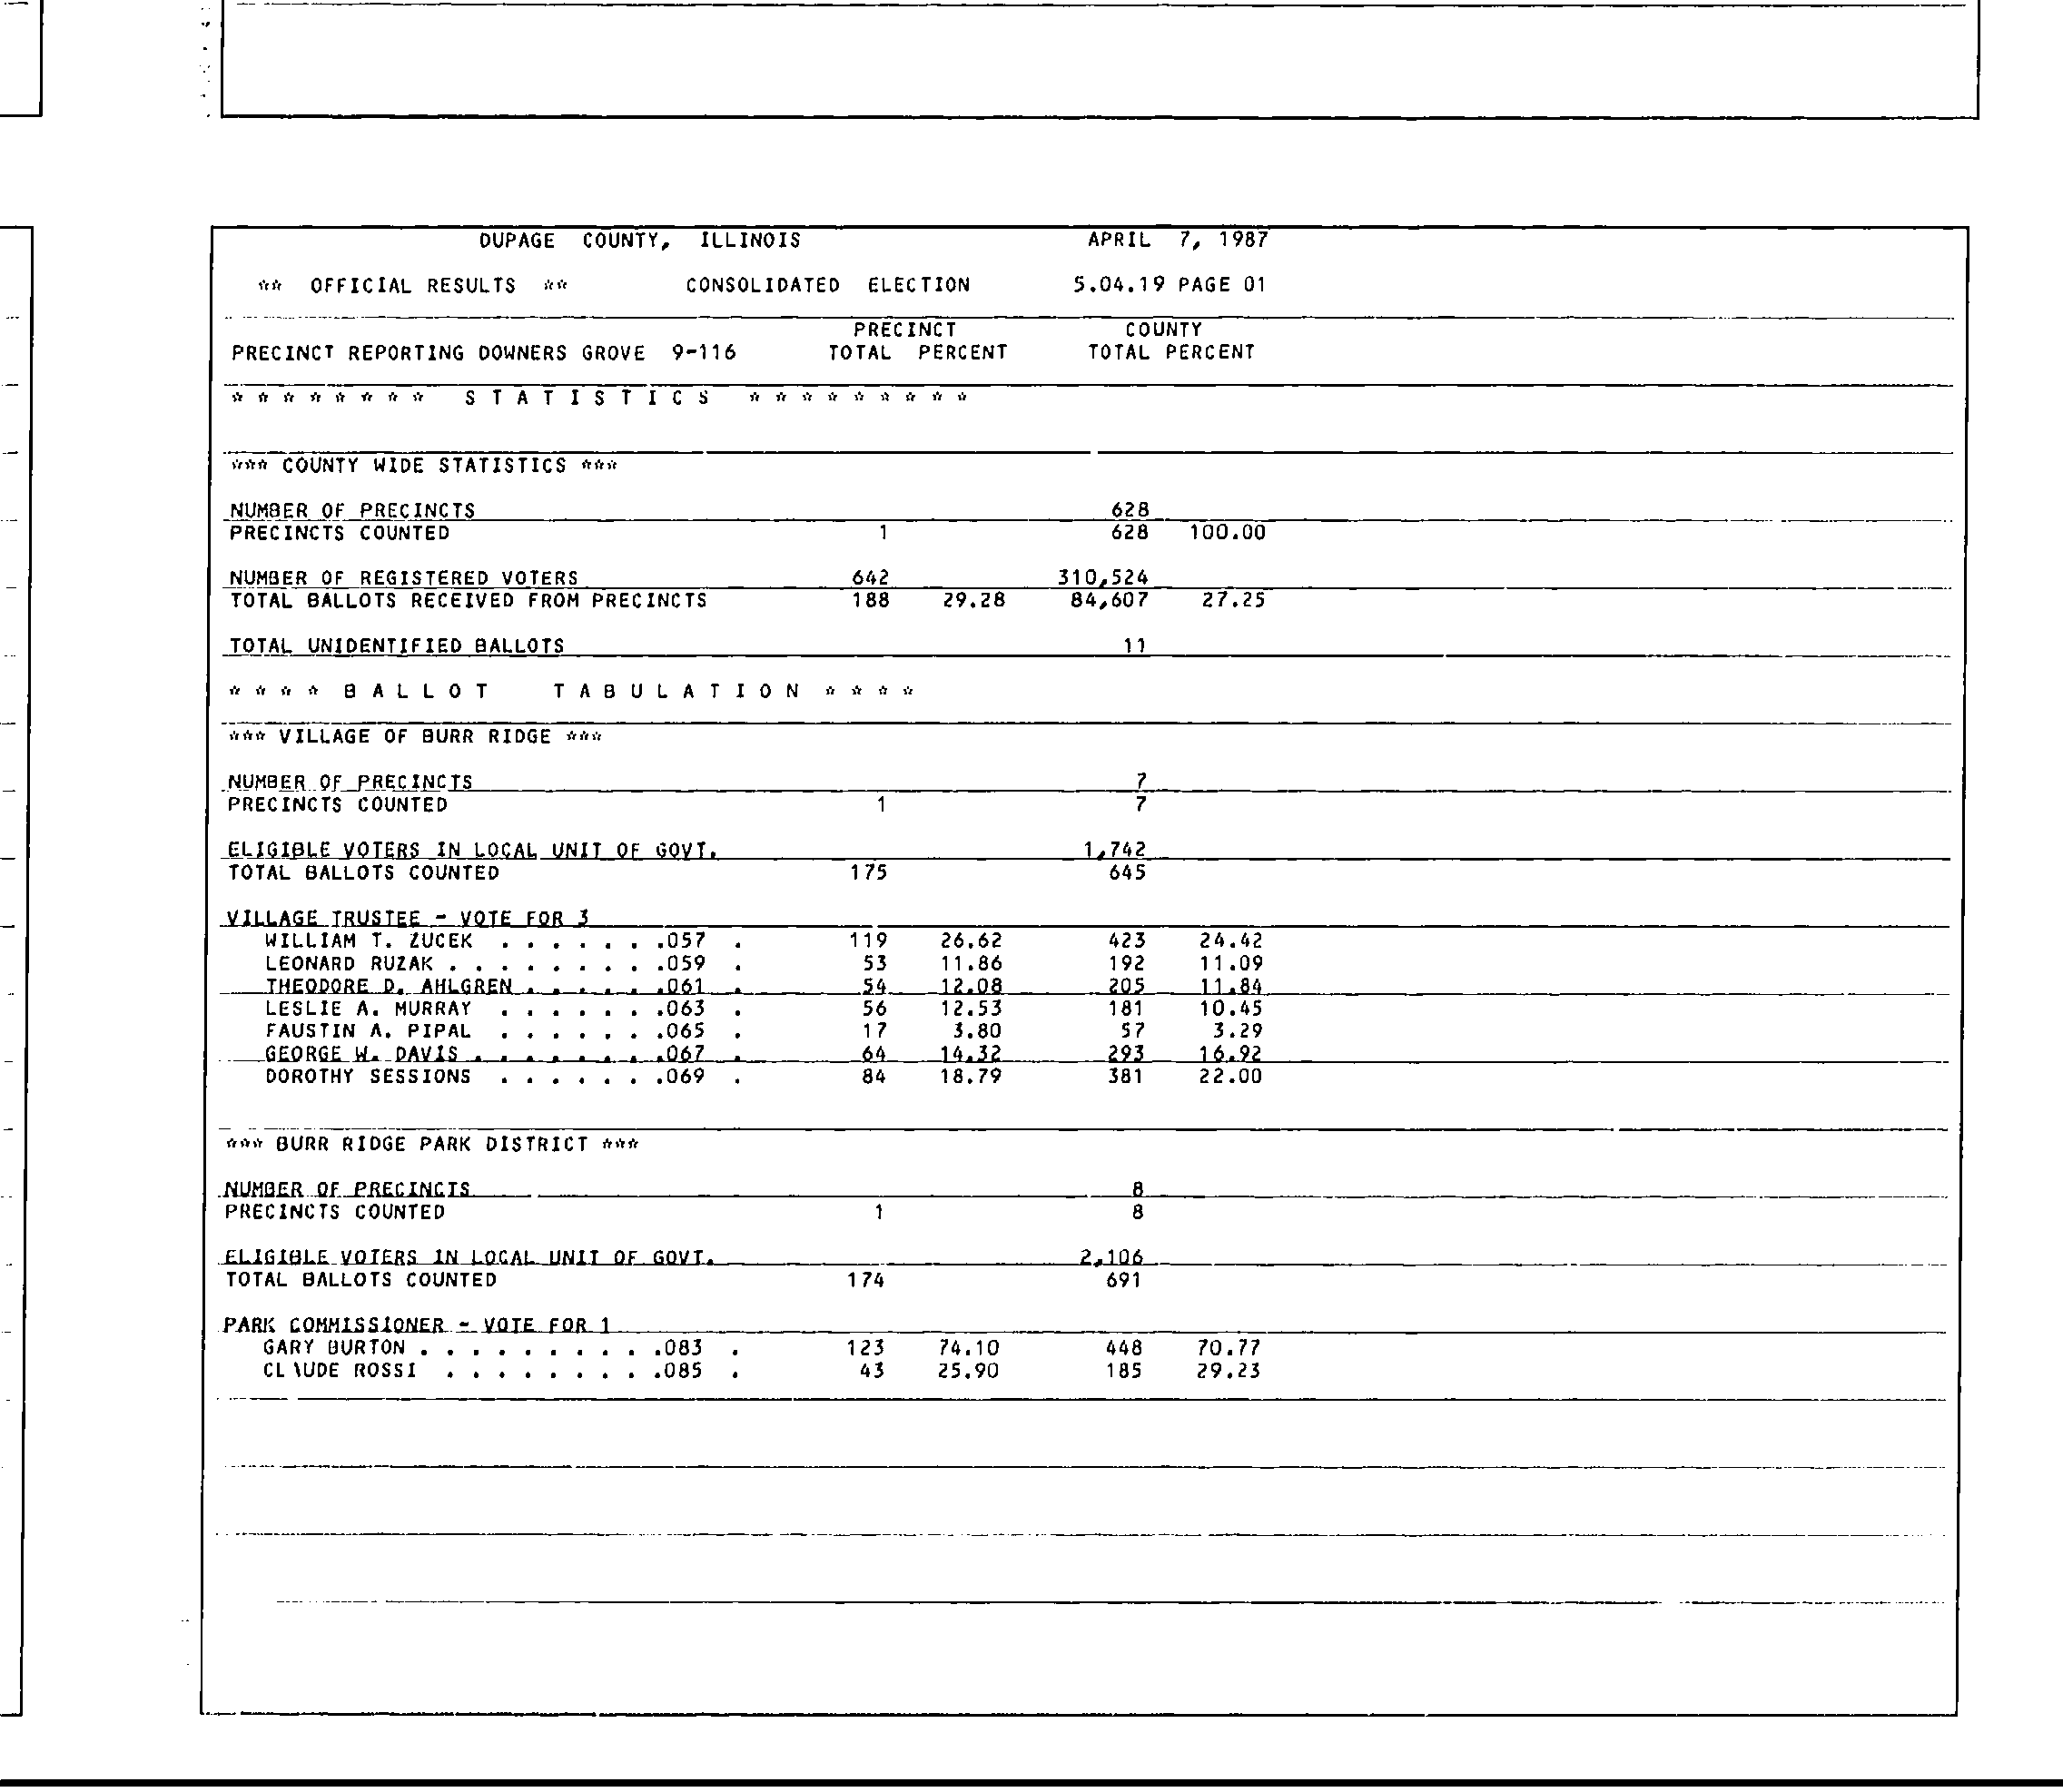 DUPAGE COUNTY, ILLINOIS APRIL 7, 1987
** OFFICIAL RESULTS ** CONSOLIDATED ELECTION 5.04.19 PAGE 01
PRECINCT COUNTY
PRECINCT REPORTING DOWNERS GROVE 9-116 TOTAL PERCENT TOTAL PERCENT
* * * * * * * * S T A T I S T I C S * * * * * * * * *
*** COUNTY WIDE STATISTICS ***
NUMBER OF PRECINCTS 628
PRECINCTS COUNTED 1 628 100.00
NUMBER OF REGISTERED VOTERS 642 310,524
TOTAL BALLOTS RECEIVED FROM PRECINCTS 188 29.28 84,607 27.25
TOTAL UNIDENTIFIED BALLOTS 11
* * * * B A L L O T T A B U L A T I O N * * * *
*** VILLAGE OF BURR RIDGE ***
NUMBER OF PRECINCTS 7
PRECINCTS COUNTED 1 7
ELIGIBLE VOTERS IN LOCAL UNIT OF GOVT. 1,742
TOTAL BALLOTS COUNTED 175 645
VILLAGE TRUSTEE - VOTE FOR 3
WILLIAM T. ZUCEK . . . . . . .057 . 119 26.62 423 24.42
LEONARD RUZAK . . . . . . . . .059 . 53 11.86 192 11.09
THEODORE D. AHLGREN . . . . . .061 . 54 12.08 205 11.84
LESLIE A. MURRAY . . . . . . .063 . 56 12.53 181 10.45
FAUSTIN A. PIPAL . . . . . . .065 . 17 3.80 57 3.29
GEORGE W. DAVIS . . . . . . . .067 . 64 14.32 293 16.92
DOROTHY SESSIONS . . . . . . .069 . 84 18.79 381 22.00
*** BURR RIDGE PARK DISTRICT ***
NUMBER OF PRECINCTS 8
PRECINCTS COUNTED 1 8
ELIGIBLE VOTERS IN LOCAL UNIT OF GOVT. 2,106
TOTAL BALLOTS COUNTED 174 691
PARK COMMISSIONER - VOTE FOR 1
GARY BURTON . . . . . . . . . .083 . 123 74.10 448 70.77
CLAUDE ROSSI . . . . . . . . .085 . 43 25.90 185 29.23